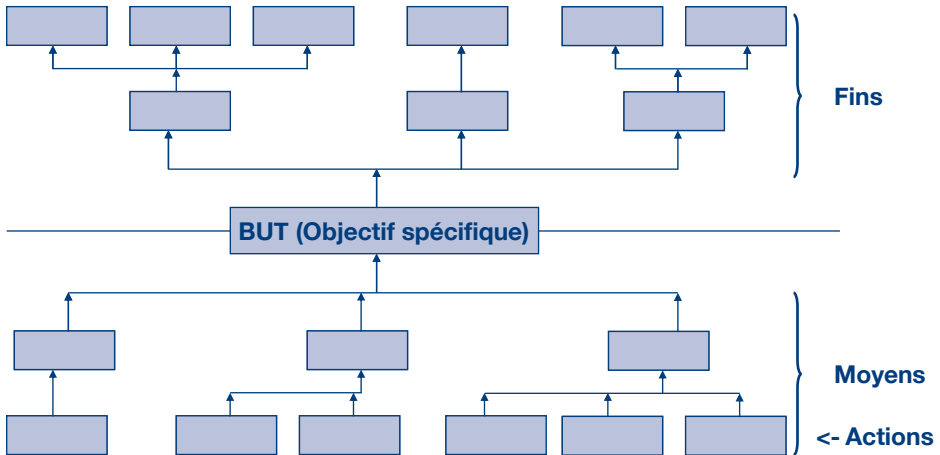 Fins
BUT (Objectif spécifique)
Moyens
<- Actions